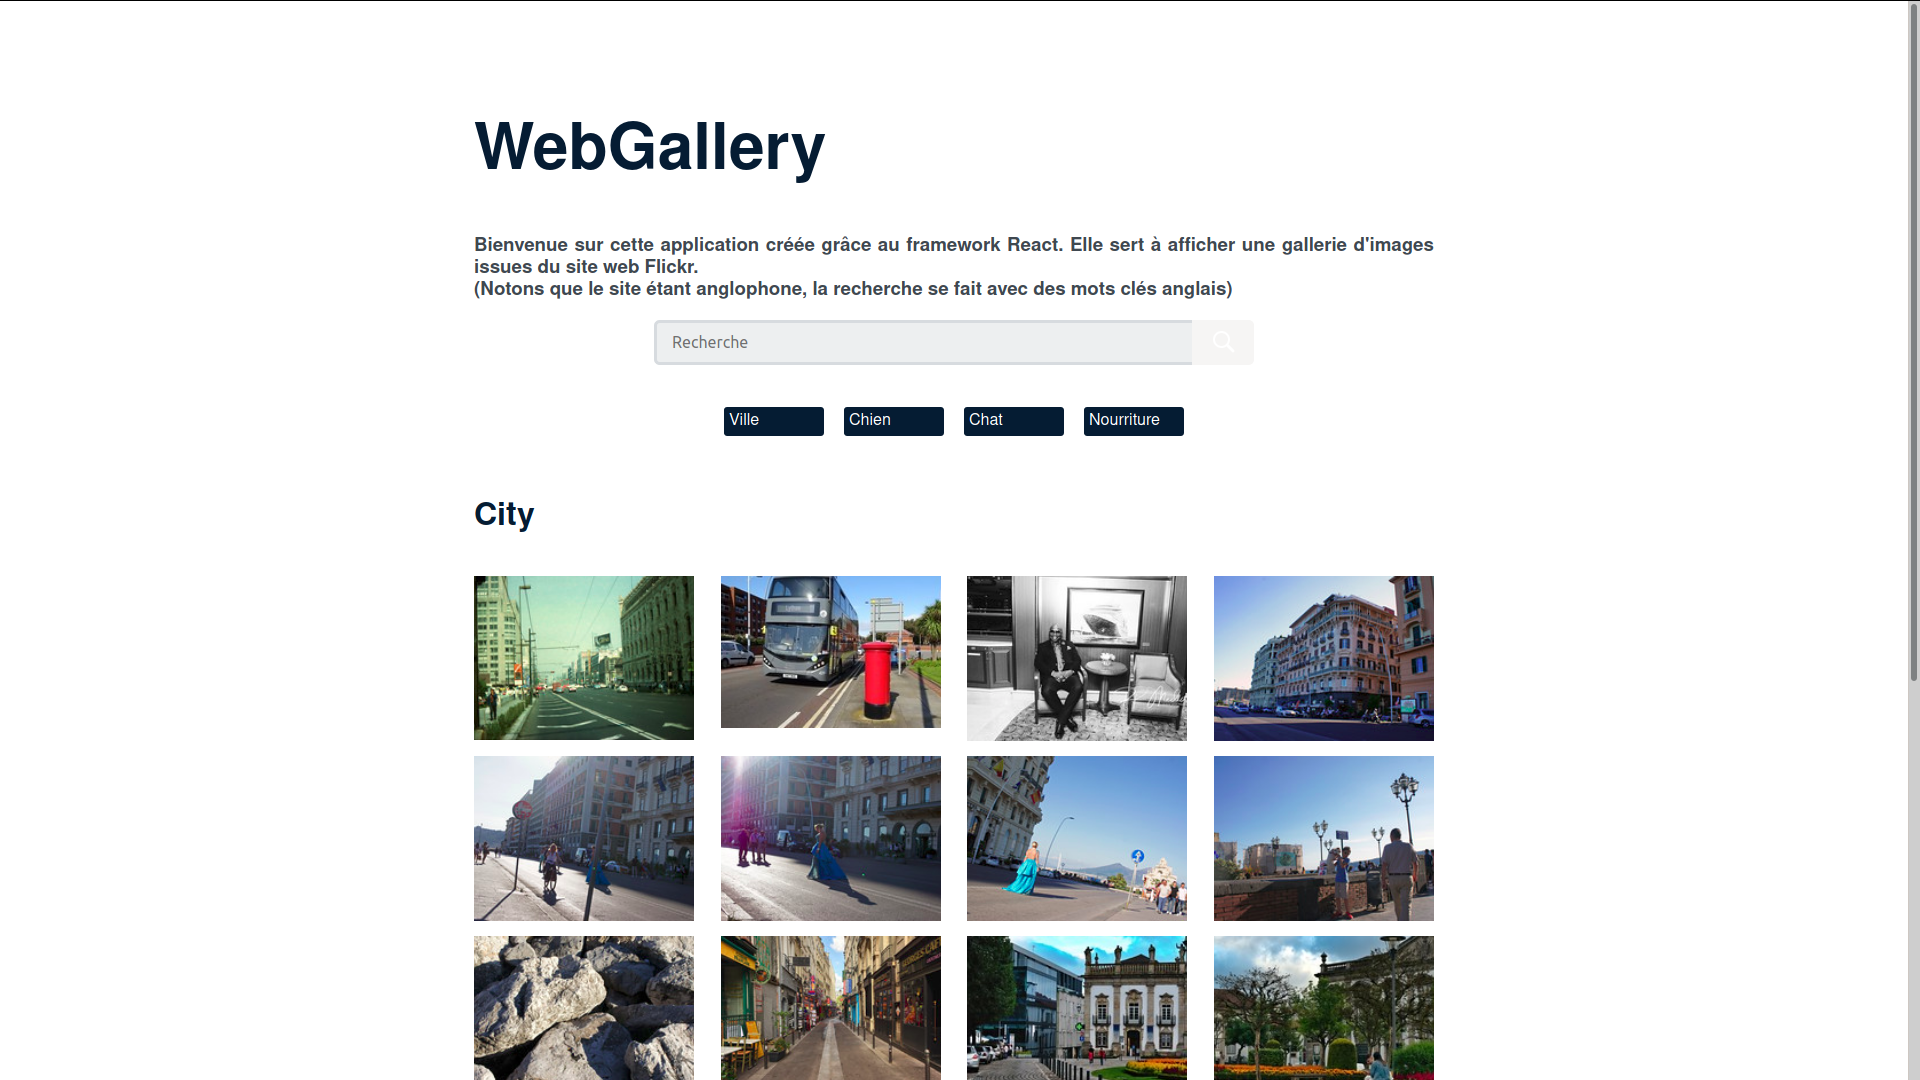 WebGallery
Bienvenue sur cette application créée grâce au framework React. Elle sert à afficher une gallerie d'images
issues du site web Flickr.
(Notons que le site étant anglophone, la recherche se fait avec des mots clés anglais)
Recherche
Ville
Chien
Chat
Nourriture
City